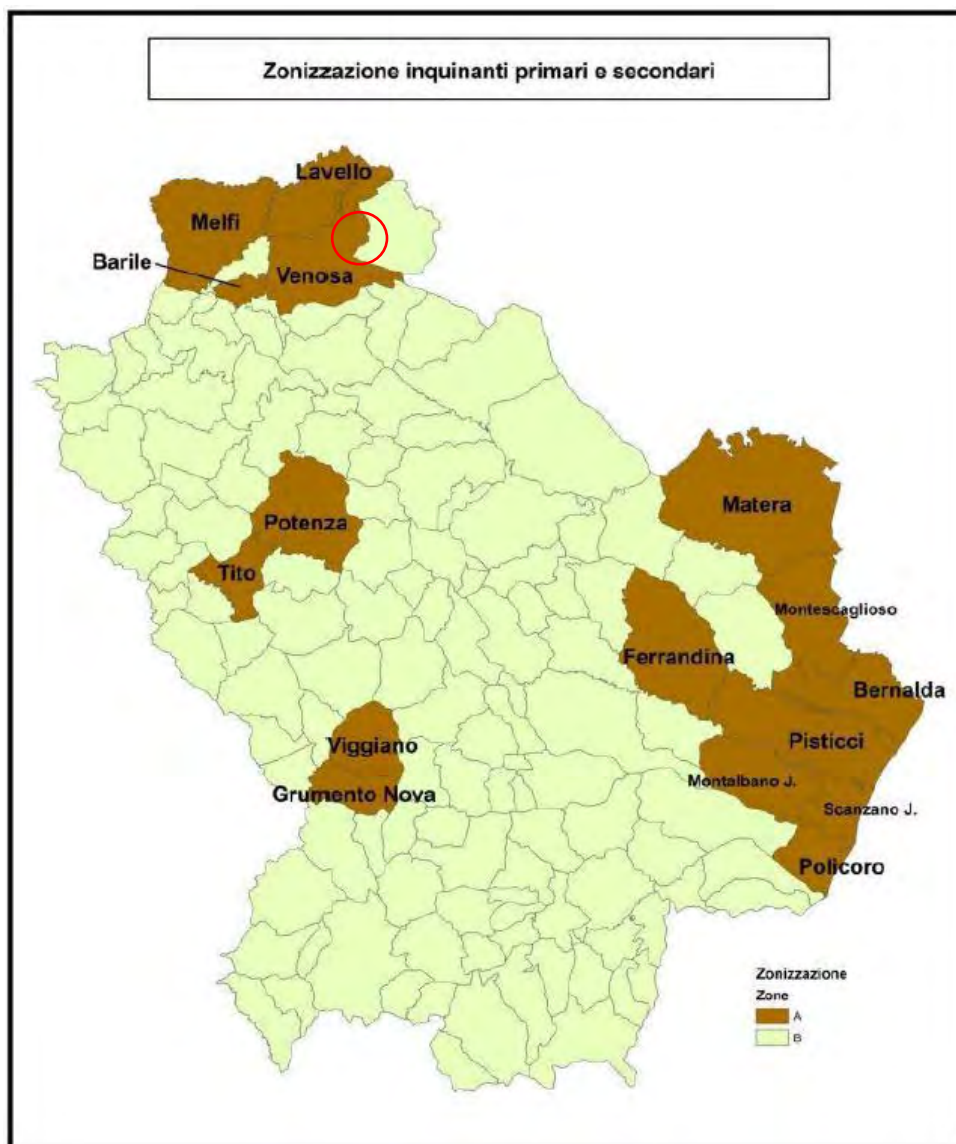 Zonizzazione inquinanti primari e secondari
Lavello
Melfi
Barile
Venosa
Matera
Potenza
Tito
Montescaglioso
Ferrandina
Bernalda
Pisticci
Viggiano
Montalbano J.
Grumento Nova
Scanzano J.
Policoro
Zonizzazione
Zone
A
B